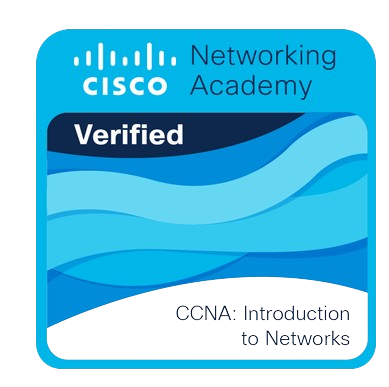 CISCO
Networking
Academy
Verified
CCNA: Introduction
to Networks